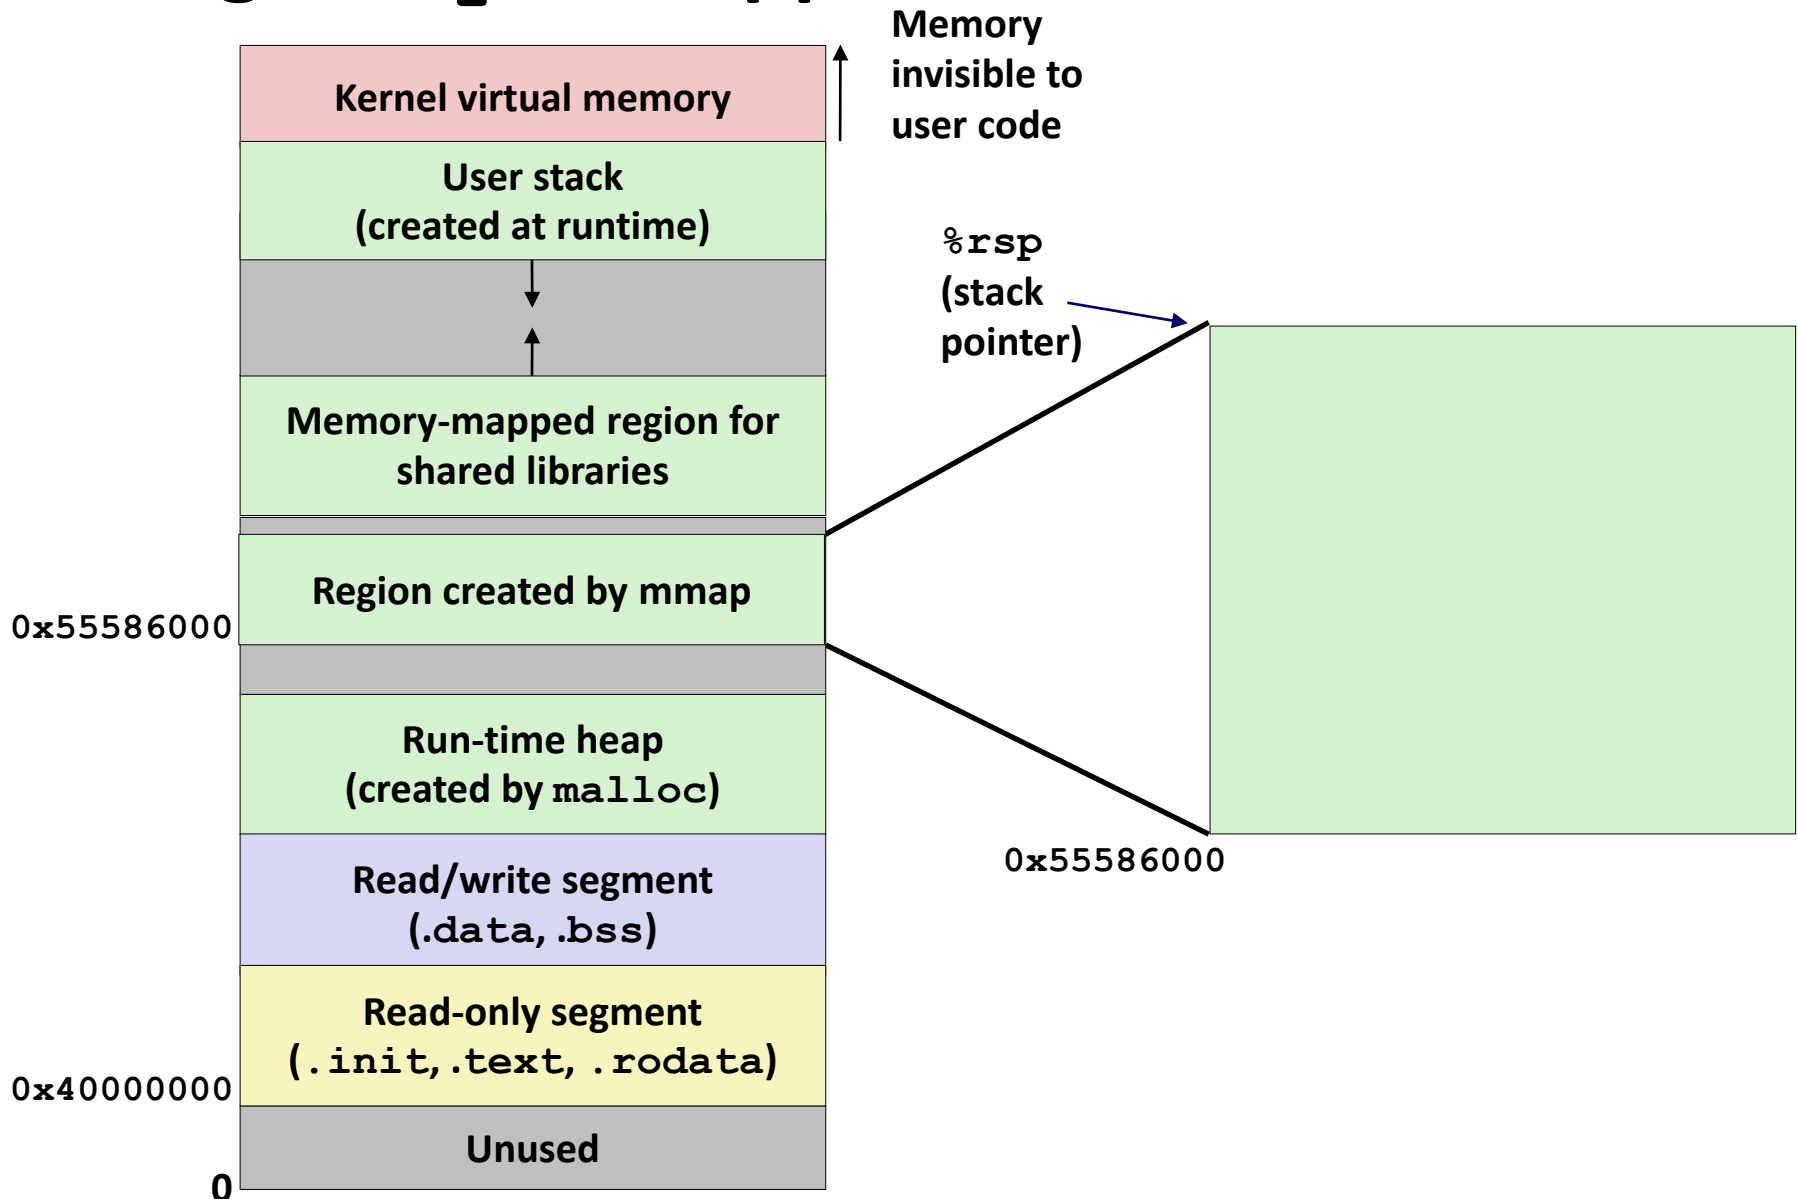 Memory
invisible to
user code
Kernel virtual memory
User stack
(created at runtime)
%rsp
(stack
pointer)
Memory-mapped region for
shared libraries
Region created by mmap
0x55586000
Run-time heap
(created by malloc)
0x55586000
Read/write segment
(.data, .bss)
Read-only segment
(.init, .text, .rodata)
0x40000000
Unused
0